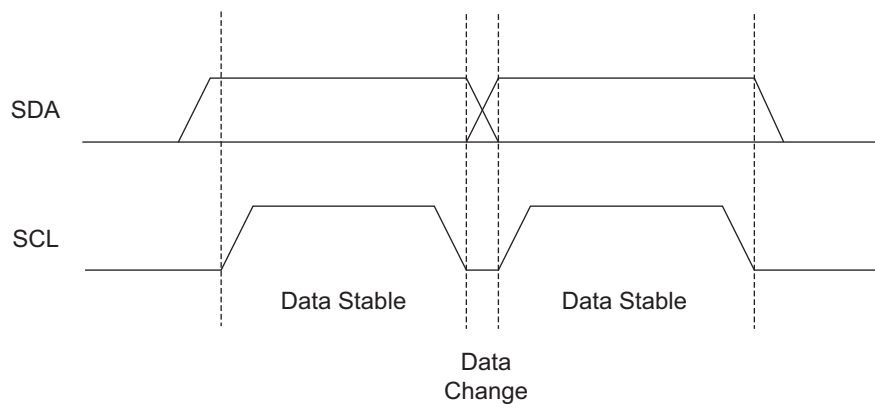 SDA
SCL
Data Stable
Data Stable
Data
Change